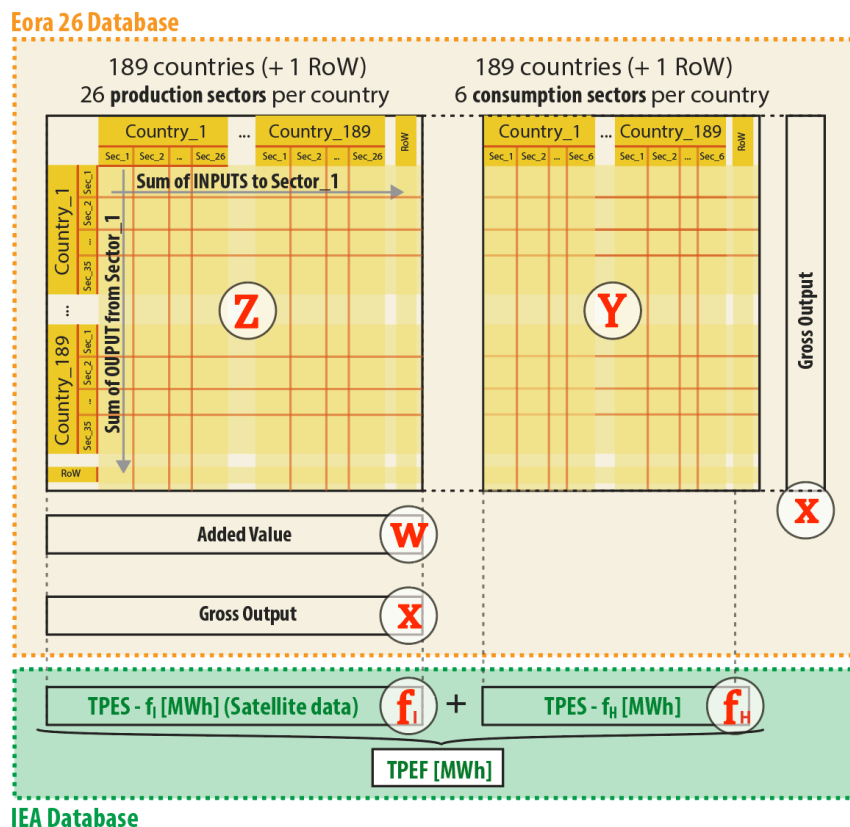 Eora 26 Database
189 countries (+ 1 RoW)
26 production sectors per country
189 countries (+ 1 RoW)
6 consumption sectors per country
Country_1 ... Country_189 RoW
Sec_1 Sec_2 ... Sec_26 Sec_1 Sec_2 ... Sec_26
Country_1 ... Country_189 RoW
Sec_1 Sec_2 ... Sec_6 Sec_1 Sec_2 ... Sec_6
Country_1
Sec_1
Sec_2
...
Sec_35
...
Country_189
Sec_1
Sec_2
...
Sec_35
RoW
Sum of INPUTS to Sector_1
Sum of OUPUT from Sector_1
Z
Y
Gross Output
X
Added Value
W
Gross Output
X
TPES - fI [MWh] (Satellite data)
fI
+
TPES - fH [MWh]
fH
TPEF [MWh]
IEA Database